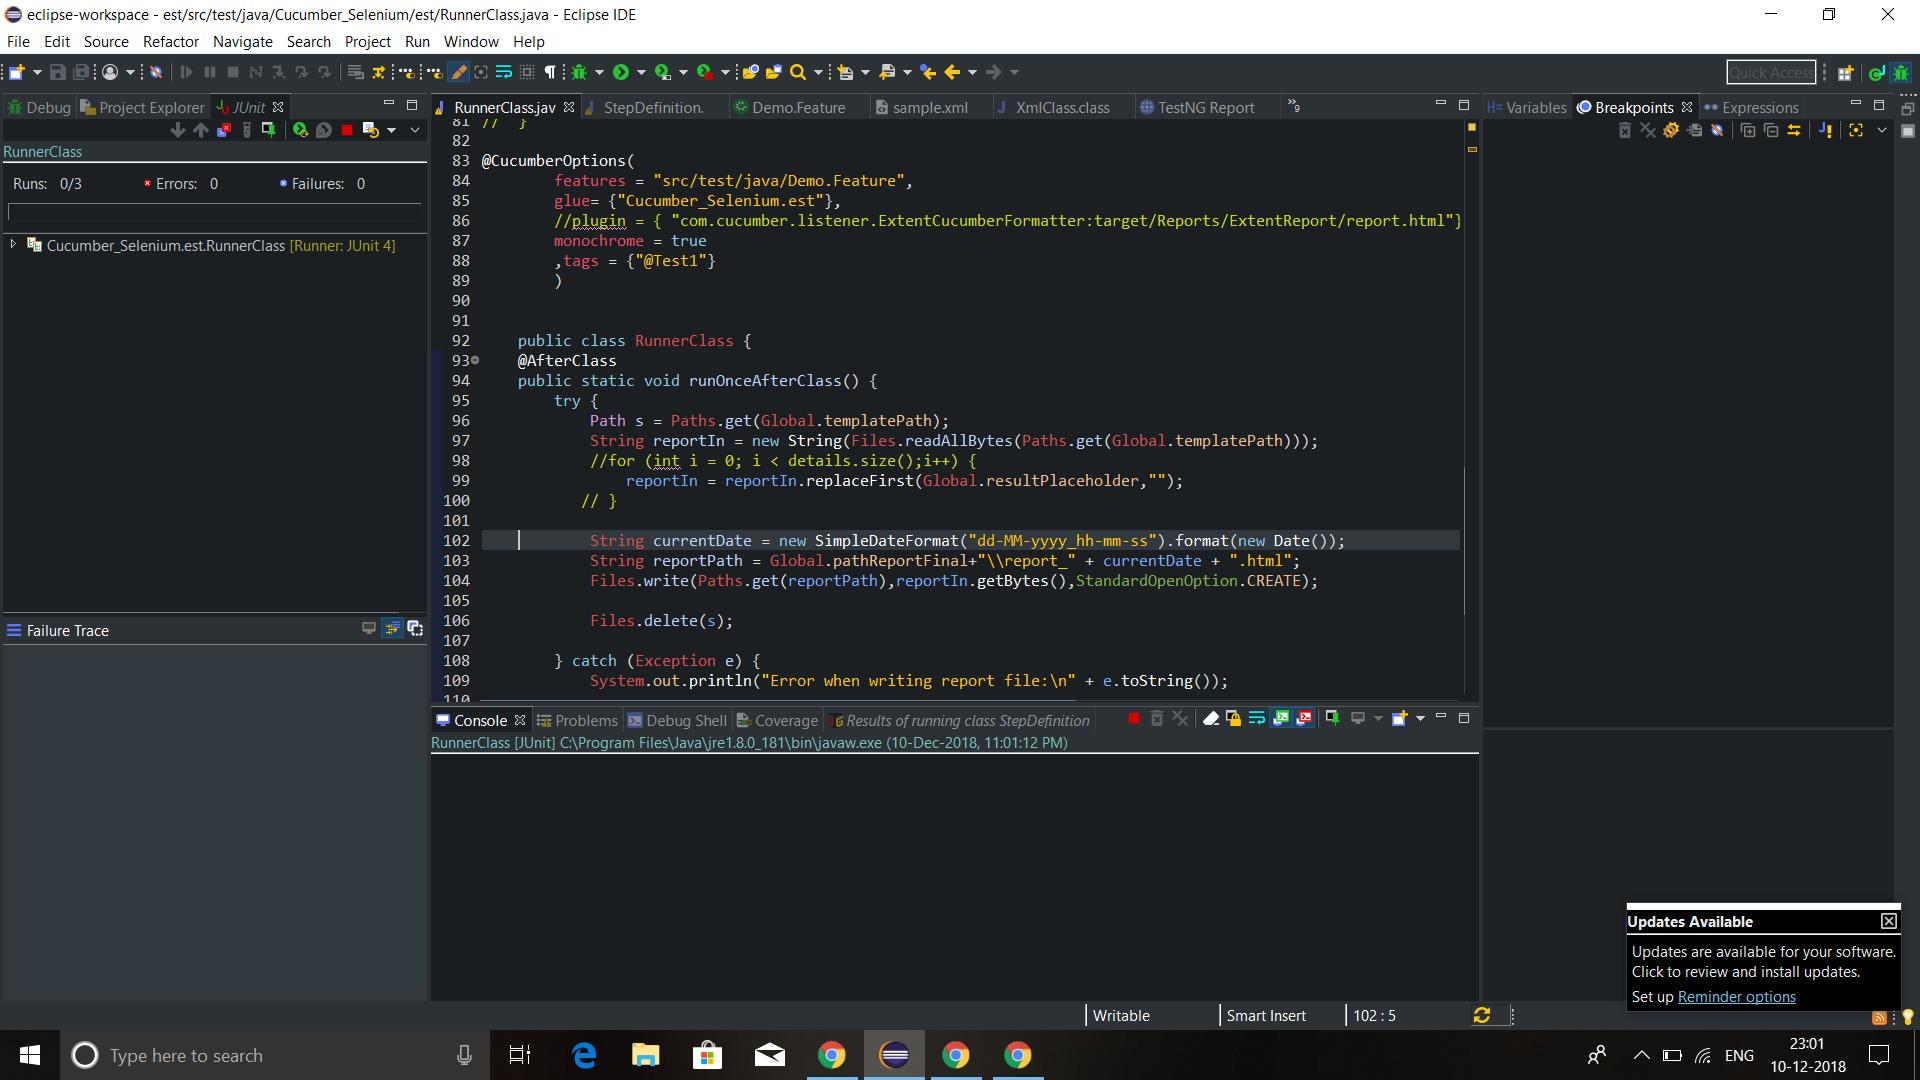 eclipse-workspace - est/src/test/java/Cucumber_Selenium/est/RunnerClass.java - Eclipse IDE
File Edit Source Refactor Navigate Search Project Run Window Help
Quick Access
Debug Project Explorer JUnit
RunnerClass
Runs: 0/3 Errors: 0 Failures: 0
Cucumber_Selenium.est.RunnerClass [Runner: JUnit 4]
Failure Trace
RunnerClass.jav StepDefinition. Demo.Feature sample.xml XmlClass.class TestNG Report »9
81 // }
82
83 @CucumberOptions(
84 features = "src/test/java/Demo.Feature",
85 glue= {"Cucumber_Selenium.est"},
86 //plugin = { "com.cucumber.listener.ExtentCucumberFormatter:target/Reports/ExtentReport/report.html"}
87 monochrome = true
88 ,tags = {"@Test1"}
89 )
90
91
92 public class RunnerClass {
93 @AfterClass
94 public static void runOnceAfterClass() {
95 try {
96 Path s = Paths.get(Global.templatePath);
97 String reportIn = new String(Files.readAllBytes(Paths.get(Global.templatePath)));
98 //for (int i = 0; i < details.size();i++) {
99 reportIn = reportIn.replaceFirst(Global.resultPlaceholder,"");
100 // }
101
102 String currentDate = new SimpleDateFormat("dd-MM-yyyy_hh-mm-ss").format(new Date());
103 String reportPath = Global.pathReportFinal+"\\report_" + currentDate + ".html";
104 Files.write(Paths.get(reportPath),reportIn.getBytes(),StandardOpenOption.CREATE);
105
106 Files.delete(s);
107
108 } catch (Exception e) {
109 System.out.println("Error when writing report file:\n" + e.toString());
110
Console Problems Debug Shell Coverage Results of running class StepDefinition
RunnerClass [JUnit] C:\Program Files\Java\jre1.8.0_181\bin\javaw.exe (10-Dec-2018, 11:01:12 PM)
Variables Breakpoints Expressions
Updates Available
Updates are available for your software.
Click to review and install updates.
Set up Reminder options
Writable Smart Insert 102 : 5
Type here to search
ENG
23:01
10-12-2018